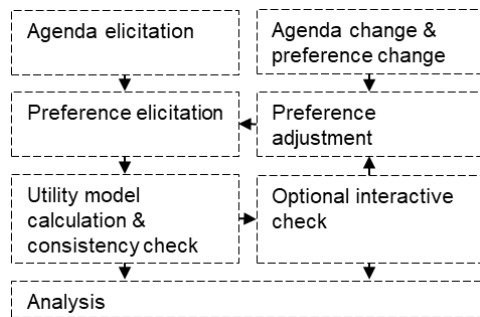 Agenda elicitation
Agenda change &
preference change
Preference elicitation
Preference
adjustment
Utility model
calculation &
consistency check
Optional interactive
check
Analysis